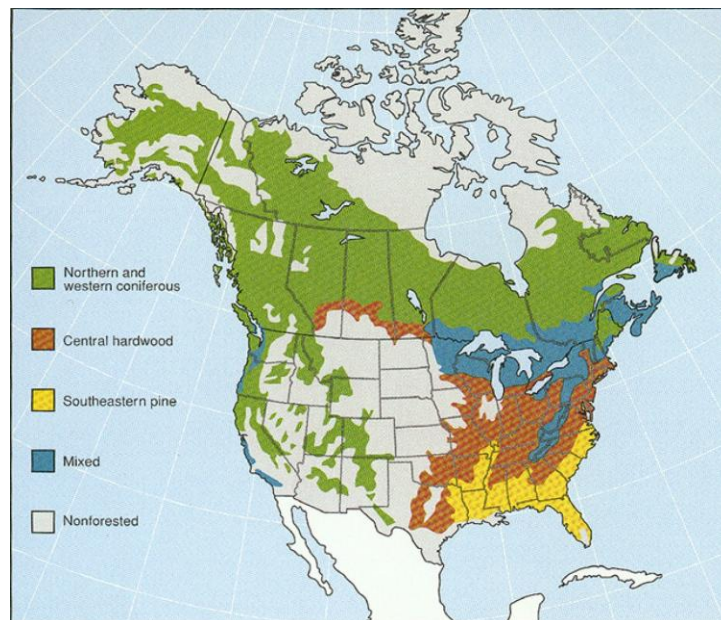 Northern and
western coniferous
Central hardwood
Southeastern pine
Mixed
Nonforested